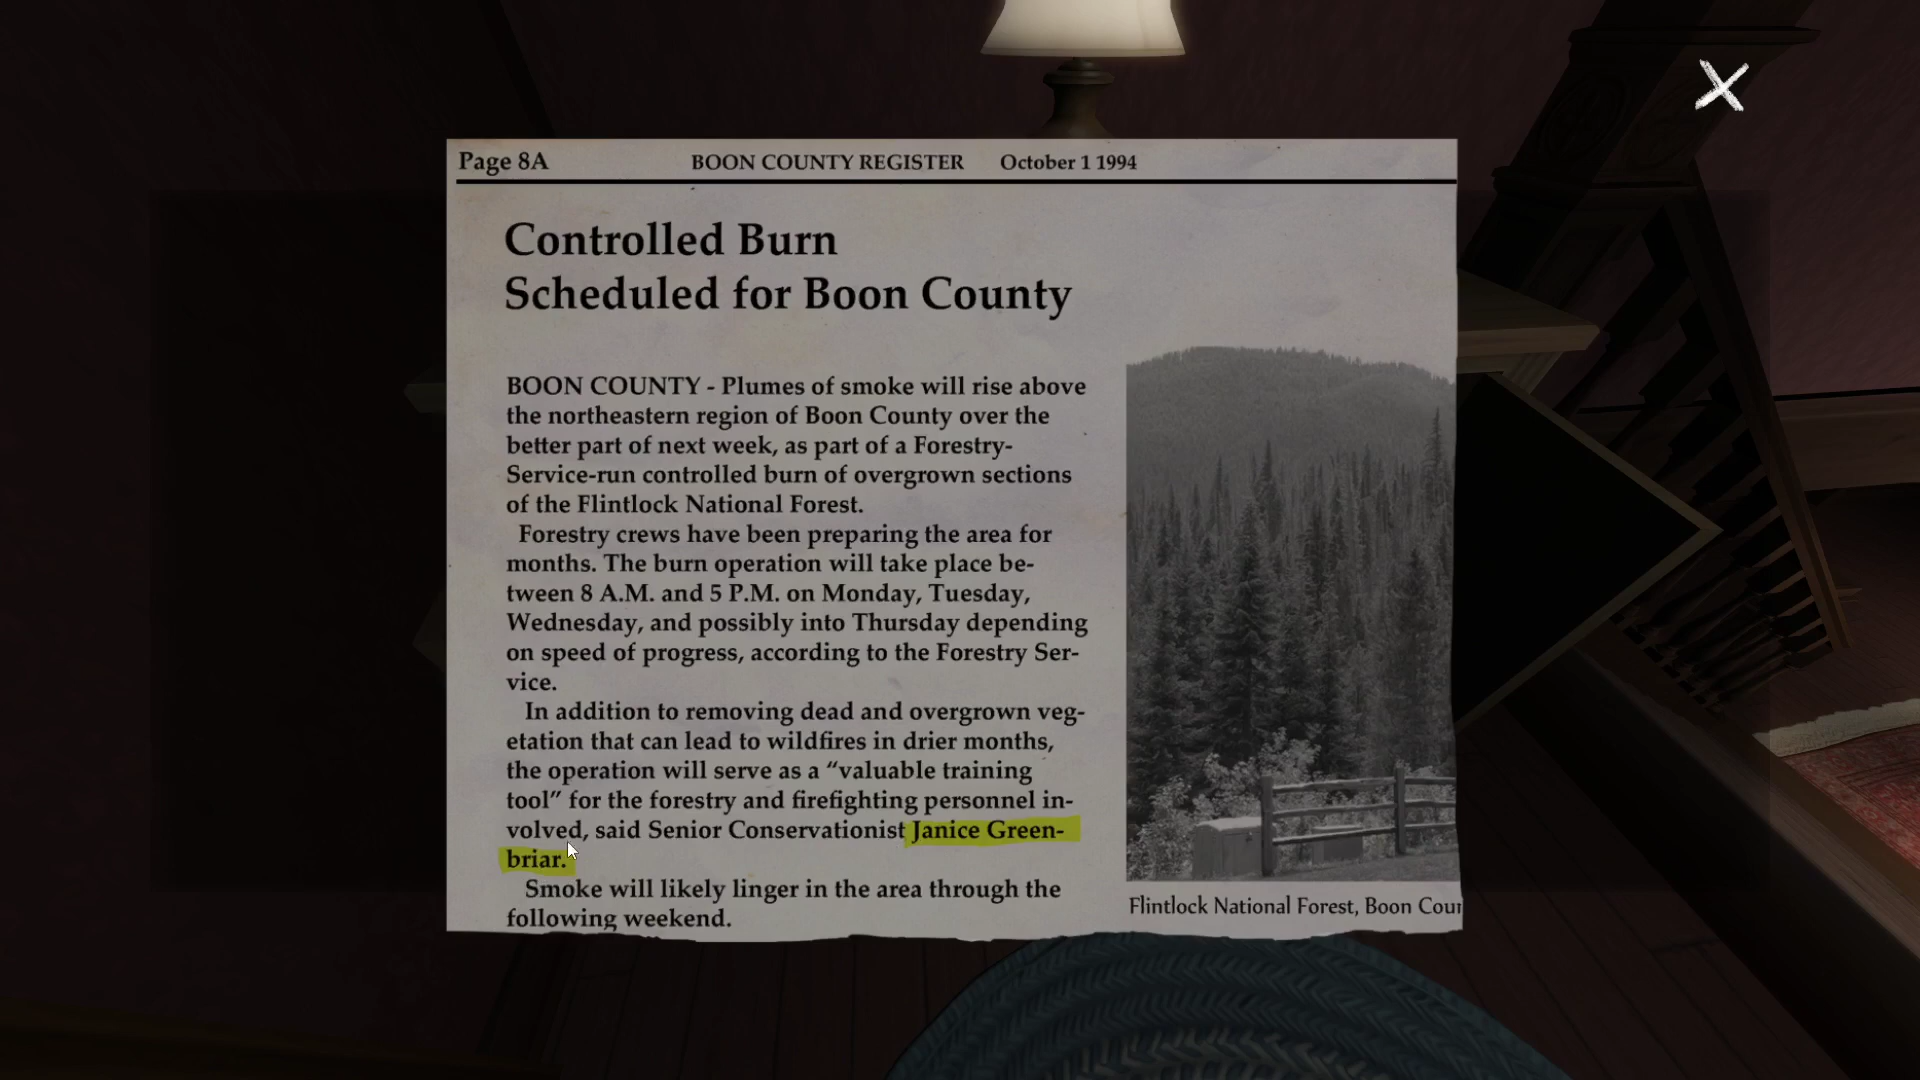 Page 8A BOON COUNTY REGISTER October 1 1994
Controlled Burn
Scheduled for Boon County
BOON COUNTY - Plumes of smoke will rise above
the northeastern region of Boon County over the
better part of next week, as part of a Forestry-
Service-run controlled burn of overgrown sections
of the Flintlock National Forest.
Forestry crews have been preparing the area for
months. The burn operation will take place be-
tween 8 A.M. and 5 P.M. on Monday, Tuesday,
Wednesday, and possibly into Thursday depending
on speed of progress, according to the Forestry Ser-
vice.
In addition to removing dead and overgrown veg-
etation that can lead to wildfires in drier months,
the operation will serve as a “valuable training
tool” for the forestry and firefighting personnel in-
volved, said Senior Conservationist Janice Green-
briar.
Smoke will likely linger in the area through the
following weekend.
Flintlock National Forest, Boon Coun